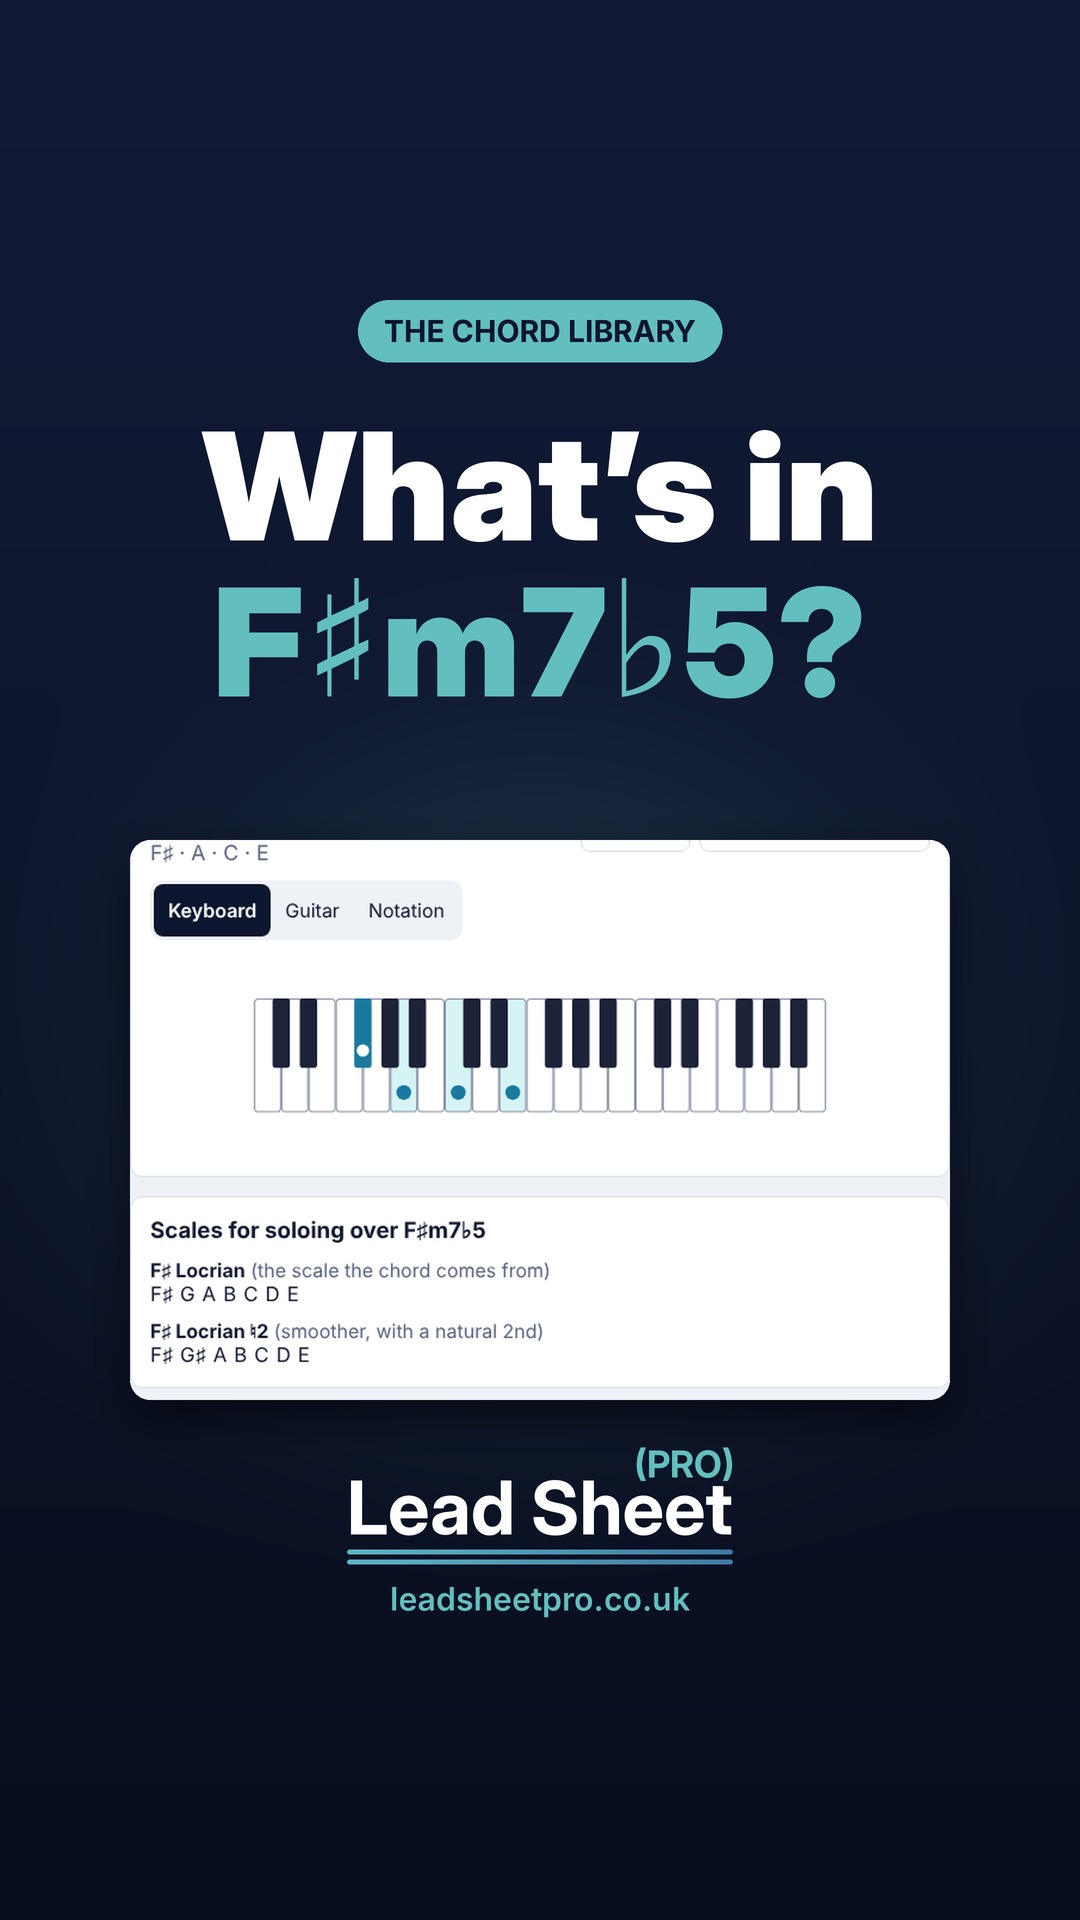 THE CHORD LIBRARY
What’s in
F♯m7♭5?
F♯ · A · C · E
Keyboard Guitar Notation
Scales for soloing over F♯m7♭5
F♯ Locrian (the scale the chord comes from)
F♯ G A B C D E
F♯ Locrian ♮2 (smoother, with a natural 2nd)
F♯ G♯ A B C D E
(PRO)
Lead Sheet
leadsheetpro.co.uk